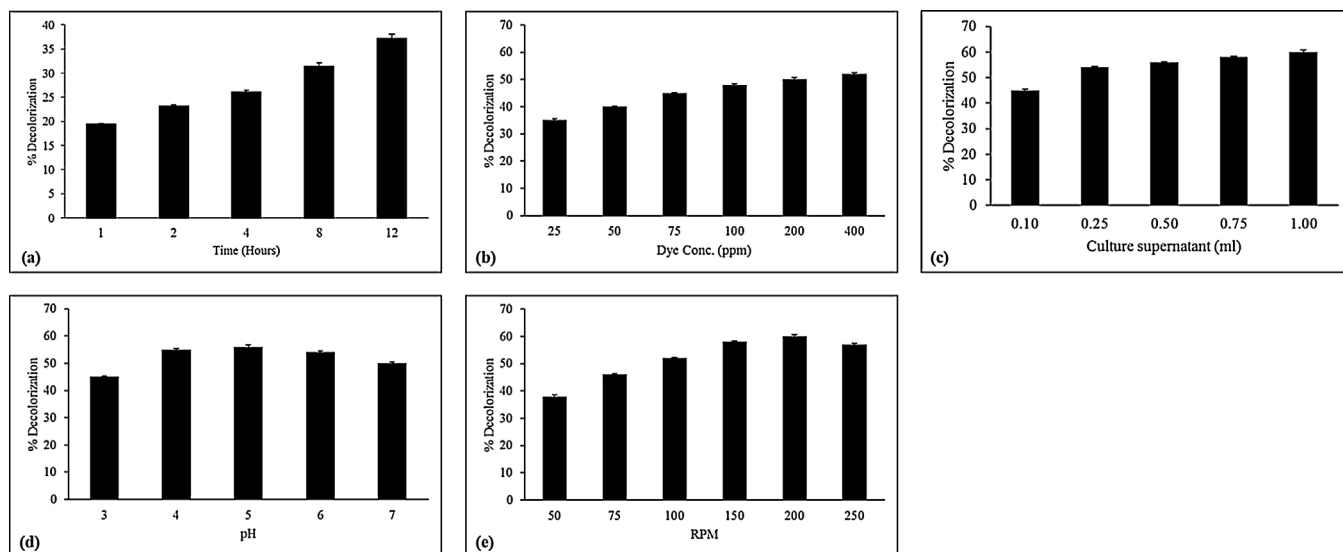 40
35
30
25
20
15
10
5
0
% Decolorization
1 2 4 8 12
Time (Hours)
(a)
70
60
50
40
30
20
10
0
% Decolorization
25 50 75 100 200 400
Dye Conc. (ppm)
(b)
70
60
50
40
30
20
10
0
% Decolorization
0.10 0.25 0.50 0.75 1.00
Culture supernatant (ml)
(c)
70
60
50
40
30
20
10
0
% Decolorization
3 4 5 6 7
pH
(d)
70
60
50
40
30
20
10
0
% Decolorization
50 75 100 150 200 250
RPM
(e)